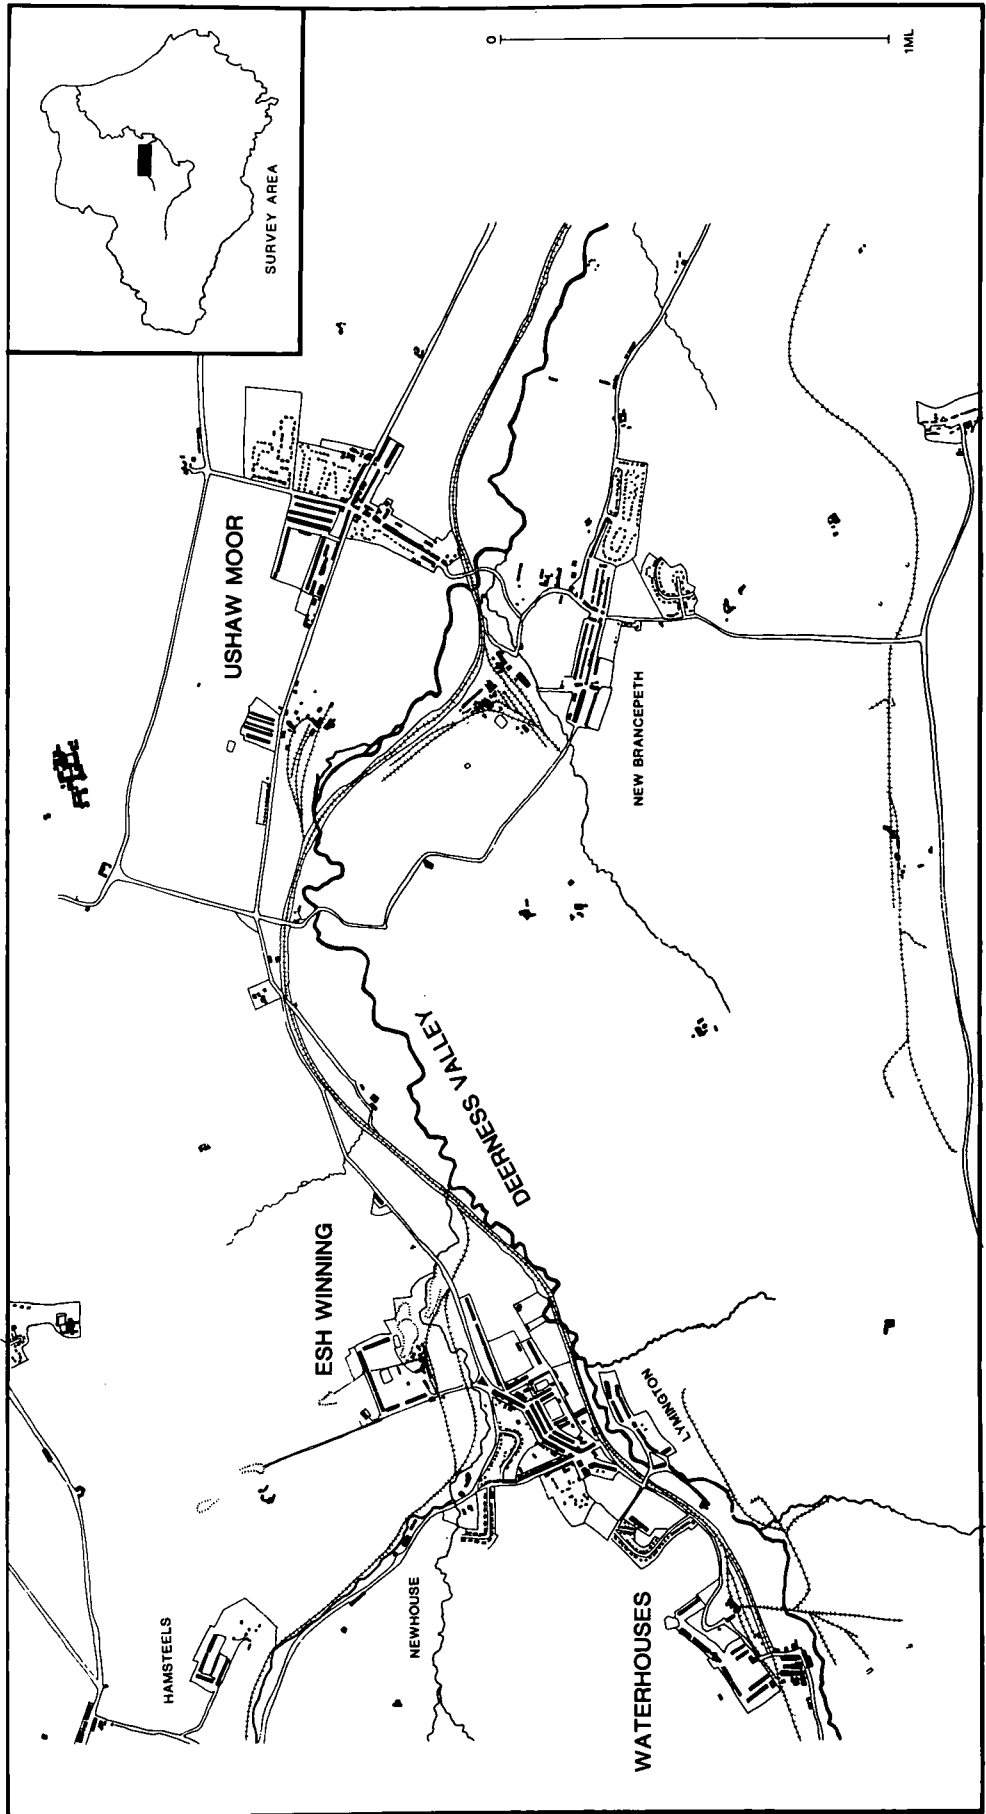 SURVEY AREA
0
1ML
USHAW MOOR
NEW BRANCEPETH
DEERNESS VALLEY
ESH WINNING
LYMINGTON
HAMSTEELS
NEWHOUSE
WATERHOUSES